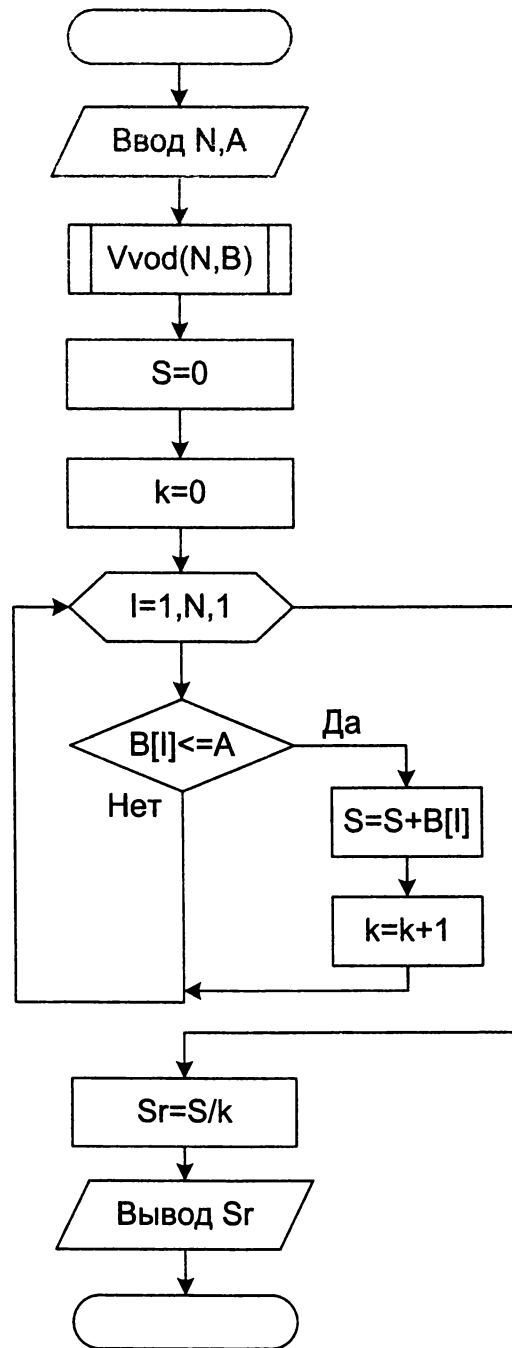 Ввод N,A
Vvod(N,B)
S=0
k=0
I=1,N,1
B[I]<=A
Да
Нет
S=S+B[I]
k=k+1
Sr=S/k
Вывод Sr